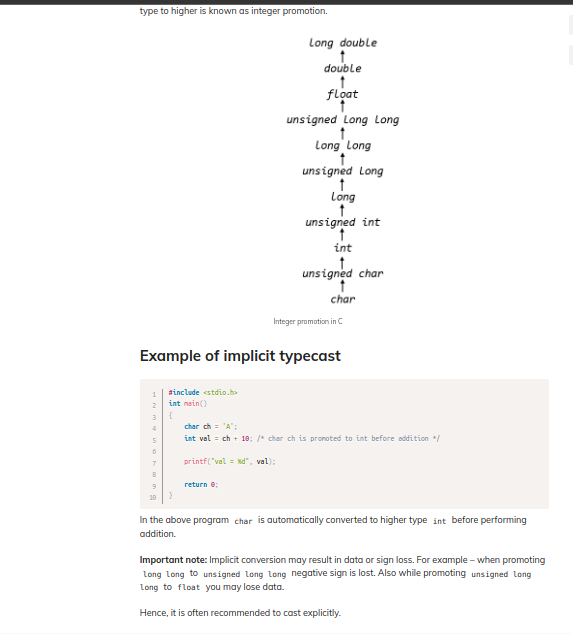 type to higher is known as integer promotion.
long double
double
float
unsigned long long
long long
unsigned long
long
unsigned int
int
unsigned char
char
Integer promotion in C
Example of implicit typecast
1 #include <stdio.h>
2 int main()
3 {
4 char ch = 'A';
5 int val = ch + 10; /* char ch is promoted to int before addition */
6
7 printf("val = %d", val);
8
9 return 0;
10 }
In the above program char is automatically converted to higher type int before performing
addition.
Important note: Implicit conversion may result in data or sign loss. For example – when promoting
long long to unsigned long long negative sign is lost. Also while promoting unsigned long
long to float you may lose data.
Hence, it is often recommended to cast explicitly.